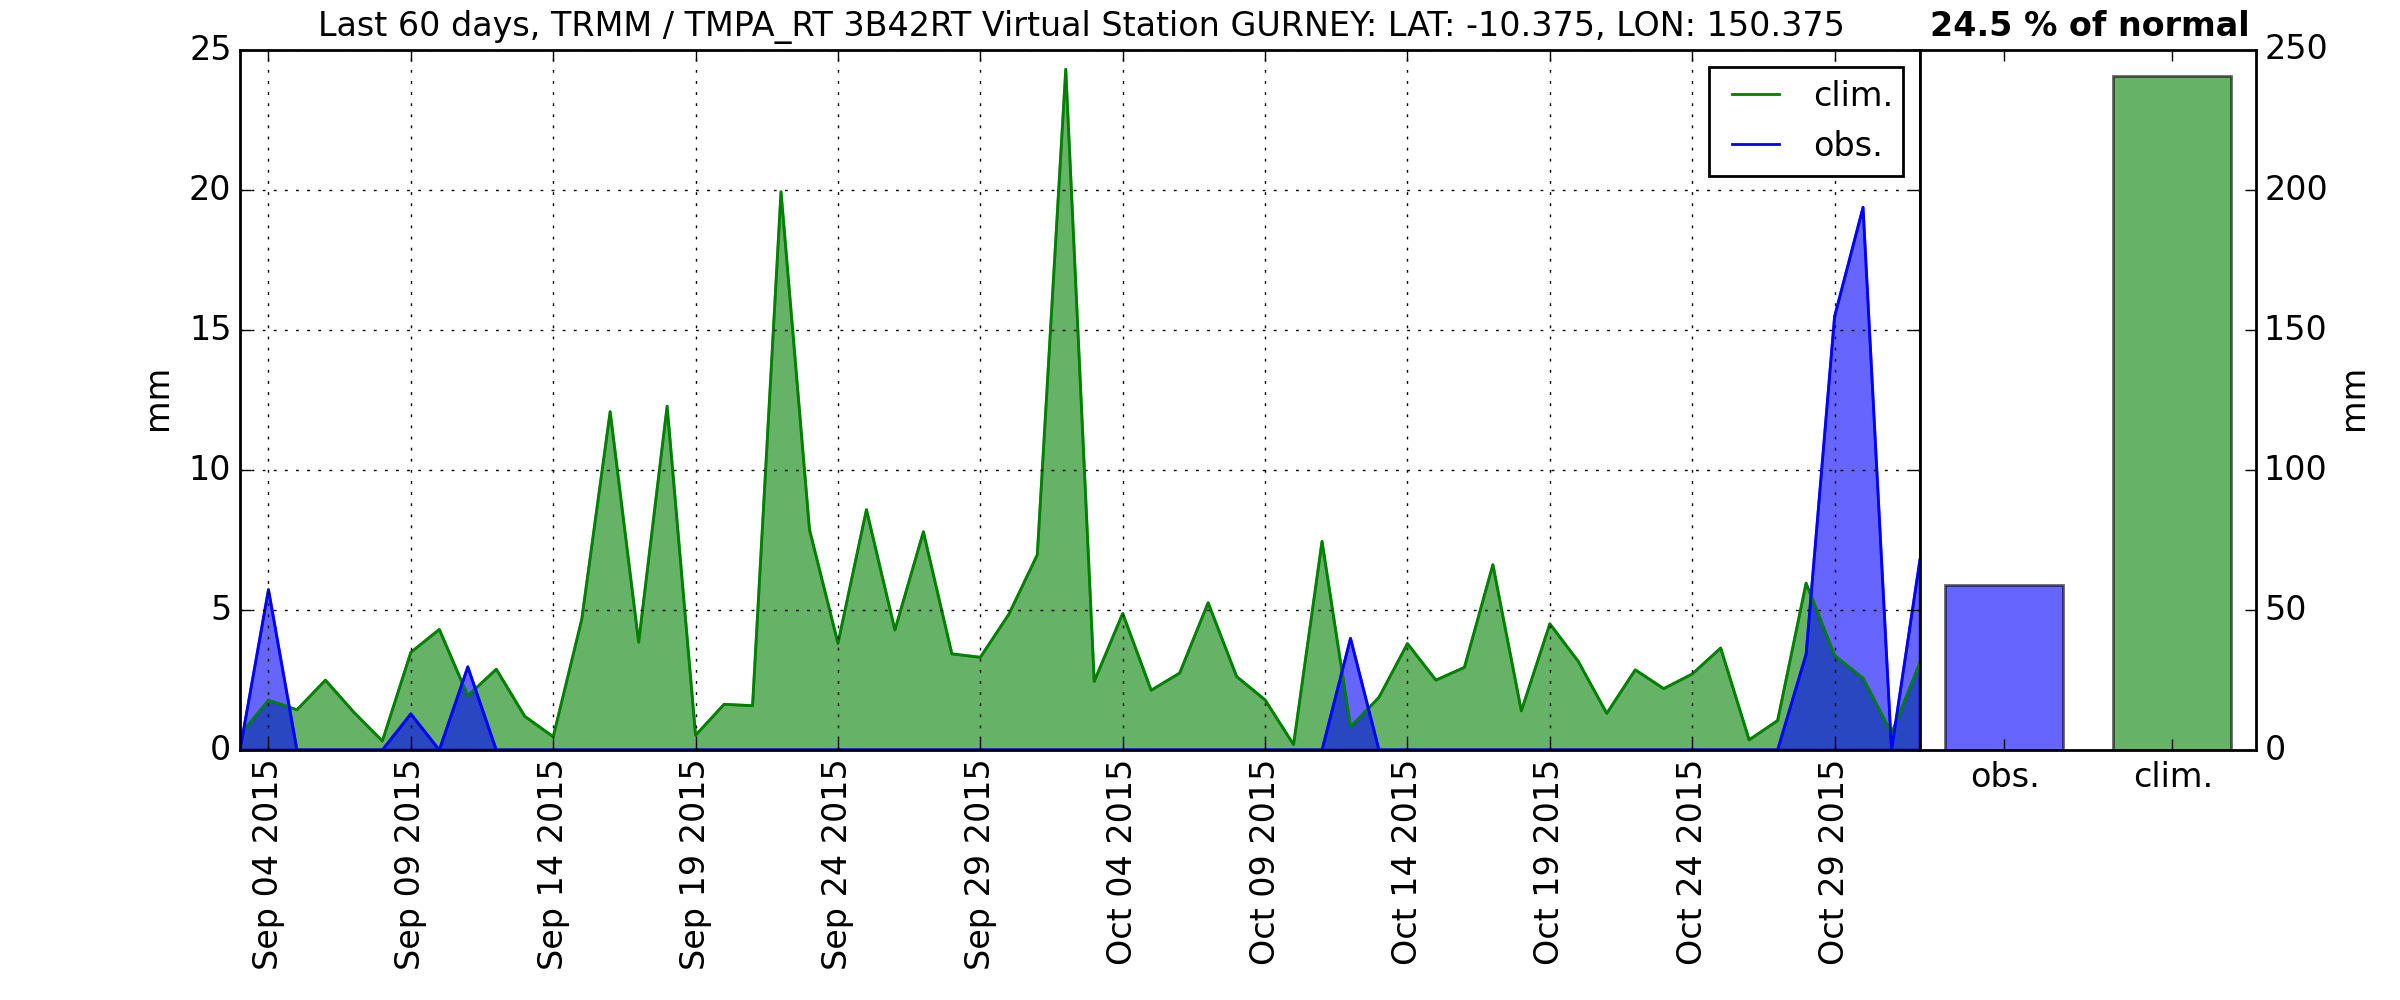 Last 60 days, TRMM / TMPA_RT 3B42RT Virtual Station GURNEY: LAT: -10.375, LON: 150.375
24.5 % of normal
25
20
15
10
5
0
mm
clim.
obs.
Sep 04 2015
Sep 09 2015
Sep 14 2015
Sep 19 2015
Sep 24 2015
Sep 29 2015
Oct 04 2015
Oct 09 2015
Oct 14 2015
Oct 19 2015
Oct 24 2015
Oct 29 2015
obs.
clim.
250
200
150
100
50
0
mm